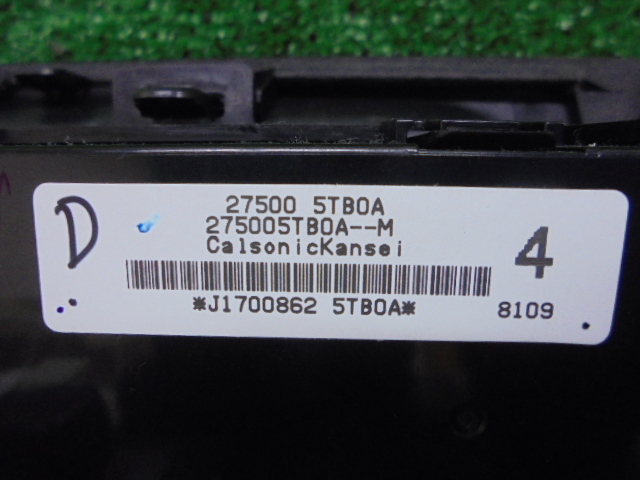 D
27500 5TB0A
275005TB0A--M
CalsonicKansei
4
*J1700862 5TB0A*
8109